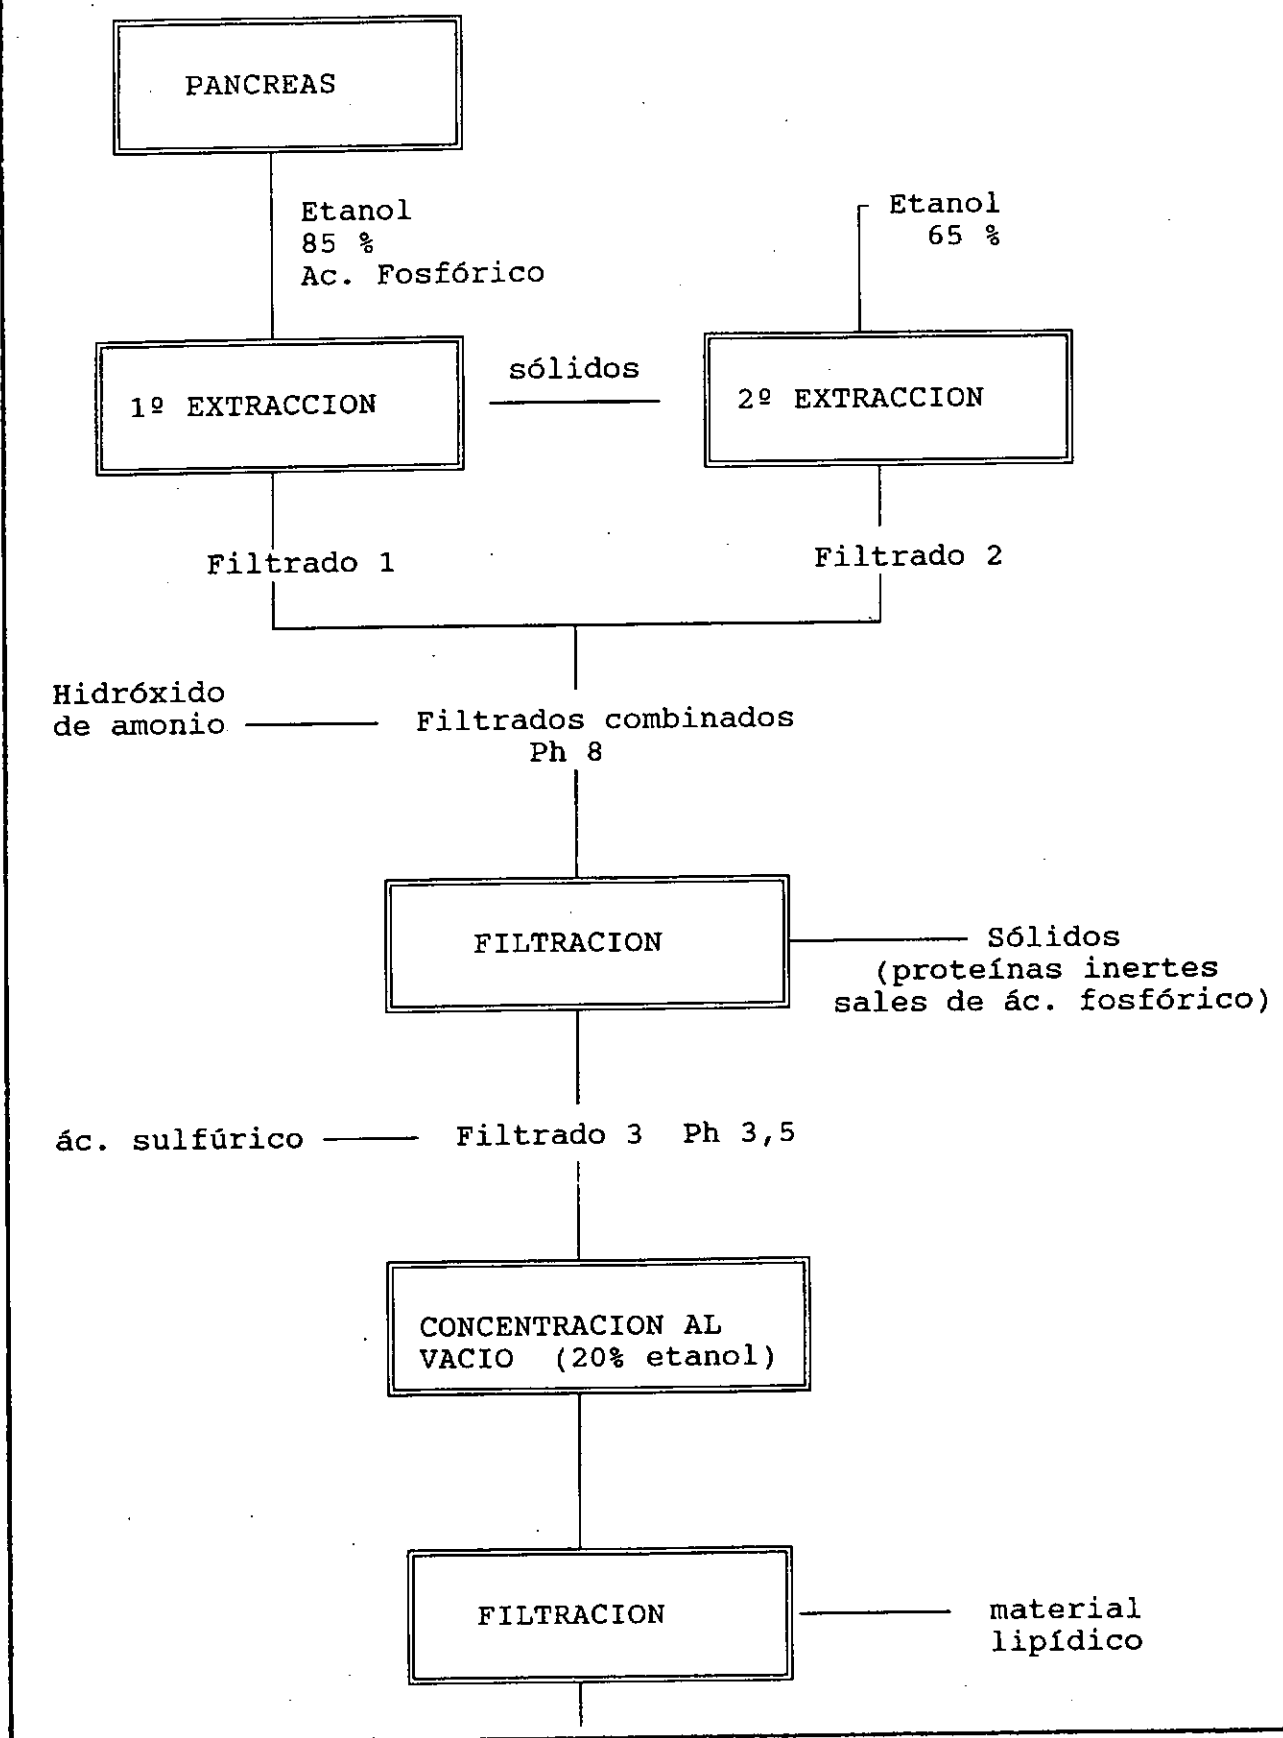 PANCREAS
Etanol
85 %
Ac. Fosfórico
Etanol
65 %
1º EXTRACCION
sólidos
2º EXTRACCION
Filtrado 1
Filtrado 2
Hidróxido
de amonio
Filtrados combinados
Ph 8
FILTRACION
Sólidos
(proteínas inertes
sales de ác. fosfórico)
ác. sulfúrico
Filtrado 3 Ph 3,5
CONCENTRACION AL
VACIO (20% etanol)
FILTRACION
material
lipídico